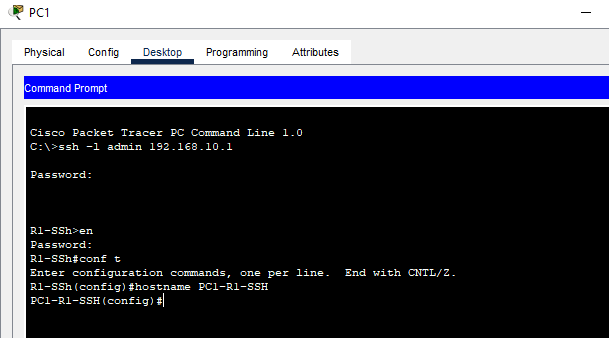 PC1
Physical Config Desktop Programming Attributes
Command Prompt
Cisco Packet Tracer PC Command Line 1.0
C:\>ssh -l admin 192.168.10.1
Password:
R1-SSh>en
Password:
R1-SSh#conf t
Enter configuration commands, one per line.  End with CNTL/Z.
R1-SSh(config)#hostname PC1-R1-SSH
PC1-R1-SSH(config)#